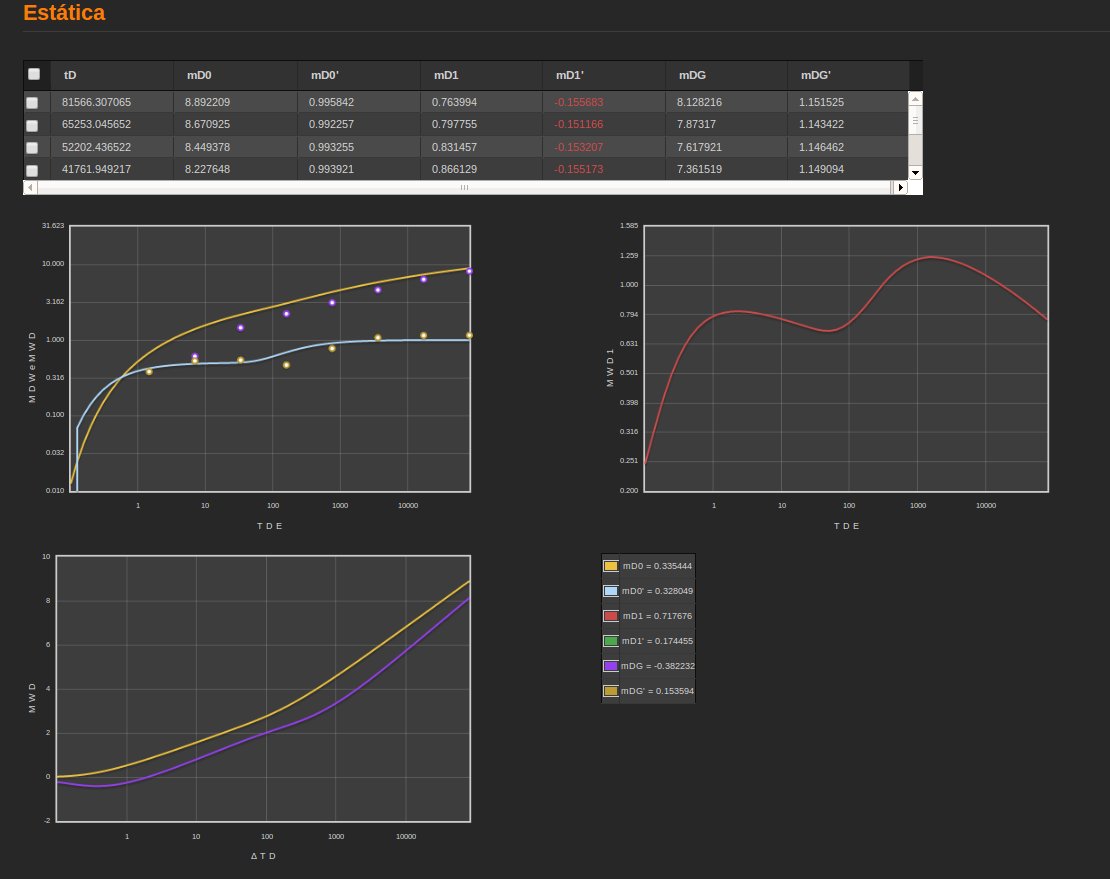 Estática
tD mD0 mD0' mD1 mD1' mDG mDG'
81566.307065 8.892209 0.995842 0.763994 -0.155683 8.128216 1.151525
65253.045652 8.670925 0.992257 0.797755 -0.151166 7.87317 1.143422
52202.436522 8.449378 0.993255 0.831457 -0.153207 7.617921 1.146462
41761.949217 8.227648 0.993921 0.866129 -0.155173 7.361519 1.149094
MDWeMWD
31.623
10.000
3.162
1.000
0.316
0.100
0.032
0.010
1 10 100 1000 10000
TDE
MWD1
1.585
1.259
1.000
0.794
0.631
0.501
0.398
0.316
0.251
0.200
1 10 100 1000 10000
TDE
MWD
10
8
6
4
2
0
-2
1 10 100 1000 10000
ΔTD
mD0 = 0.335444
mD0' = 0.328049
mD1 = 0.717676
mD1' = 0.174455
mDG = -0.382232
mDG' = 0.153594